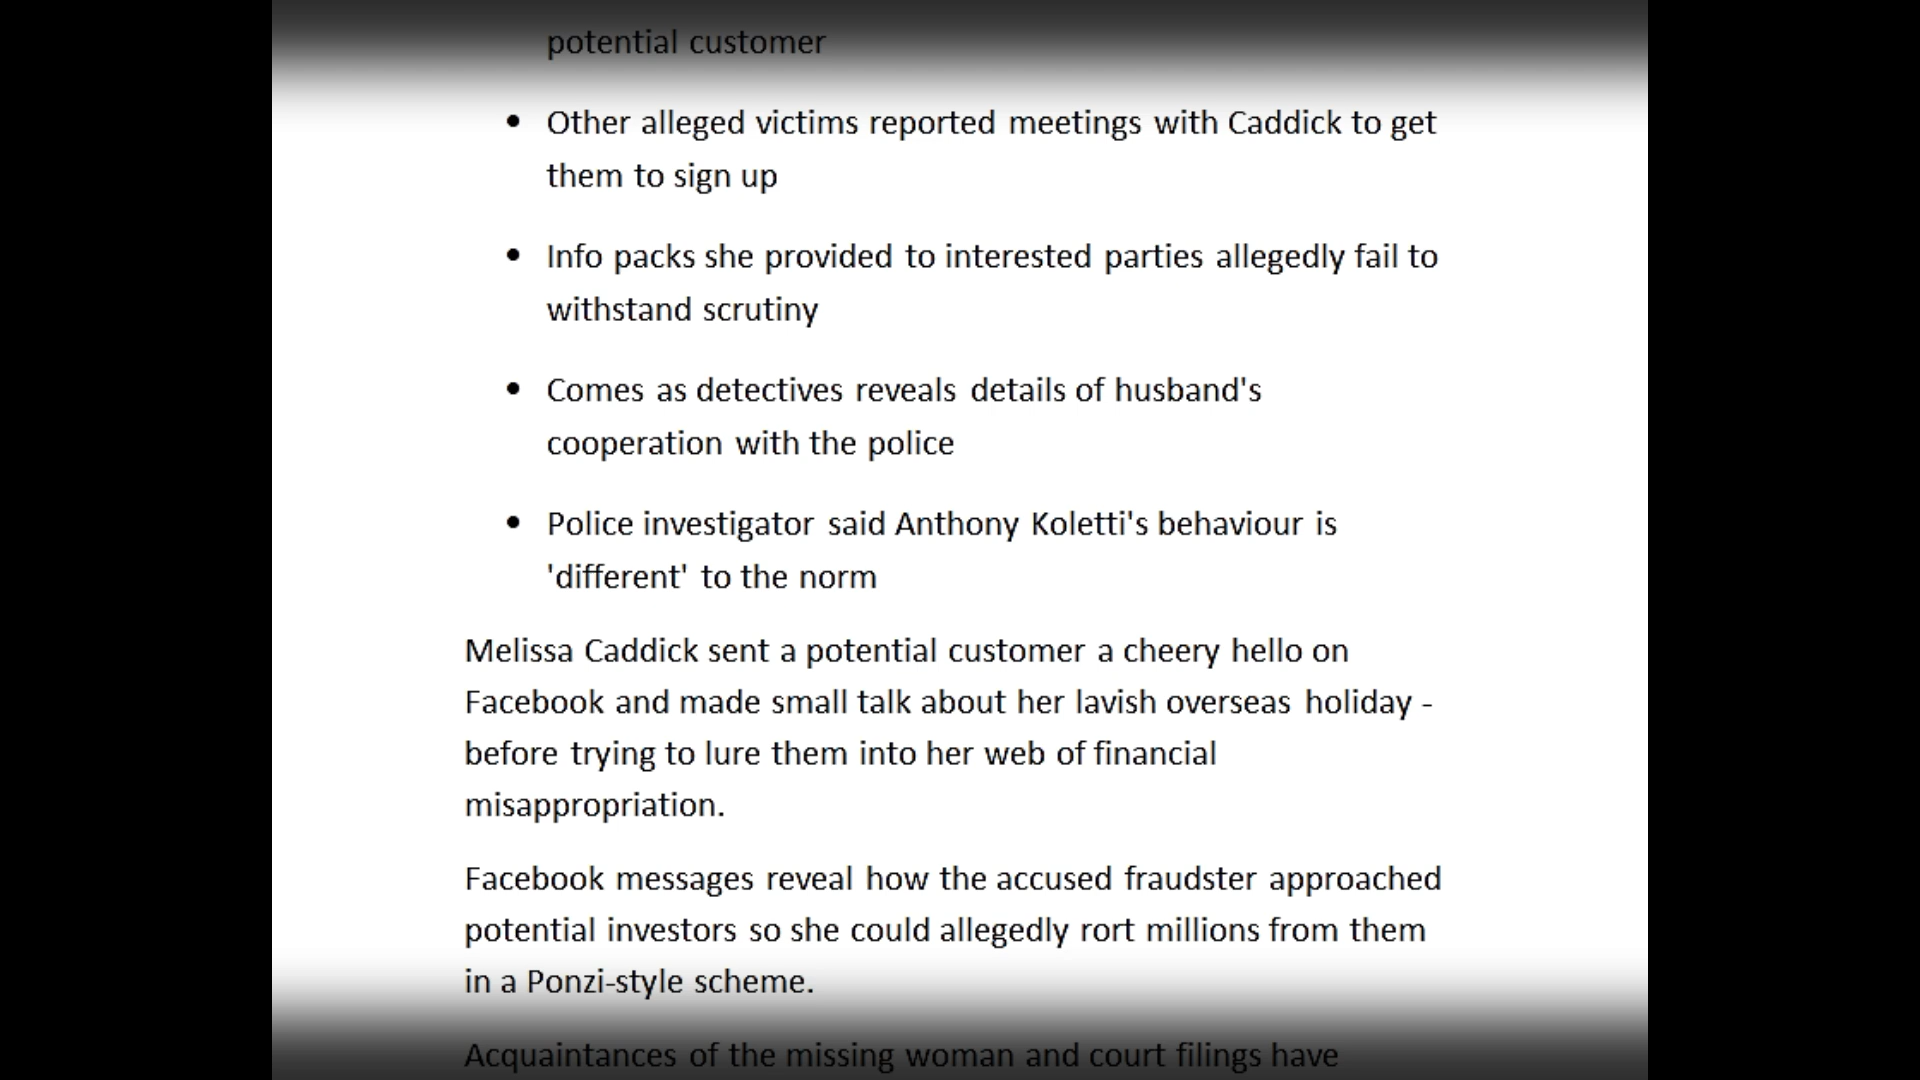 potential customer
• Other alleged victims reported meetings with Caddick to get
them to sign up
• Info packs she provided to interested parties allegedly fail to
withstand scrutiny
• Comes as detectives reveals details of husband's
cooperation with the police
• Police investigator said Anthony Koletti's behaviour is
'different' to the norm
Melissa Caddick sent a potential customer a cheery hello on
Facebook and made small talk about her lavish overseas holiday -
before trying to lure them into her web of financial
misappropriation.
Facebook messages reveal how the accused fraudster approached
potential investors so she could allegedly rort millions from them
in a Ponzi-style scheme.
Acquaintances of the missing woman and court filings have